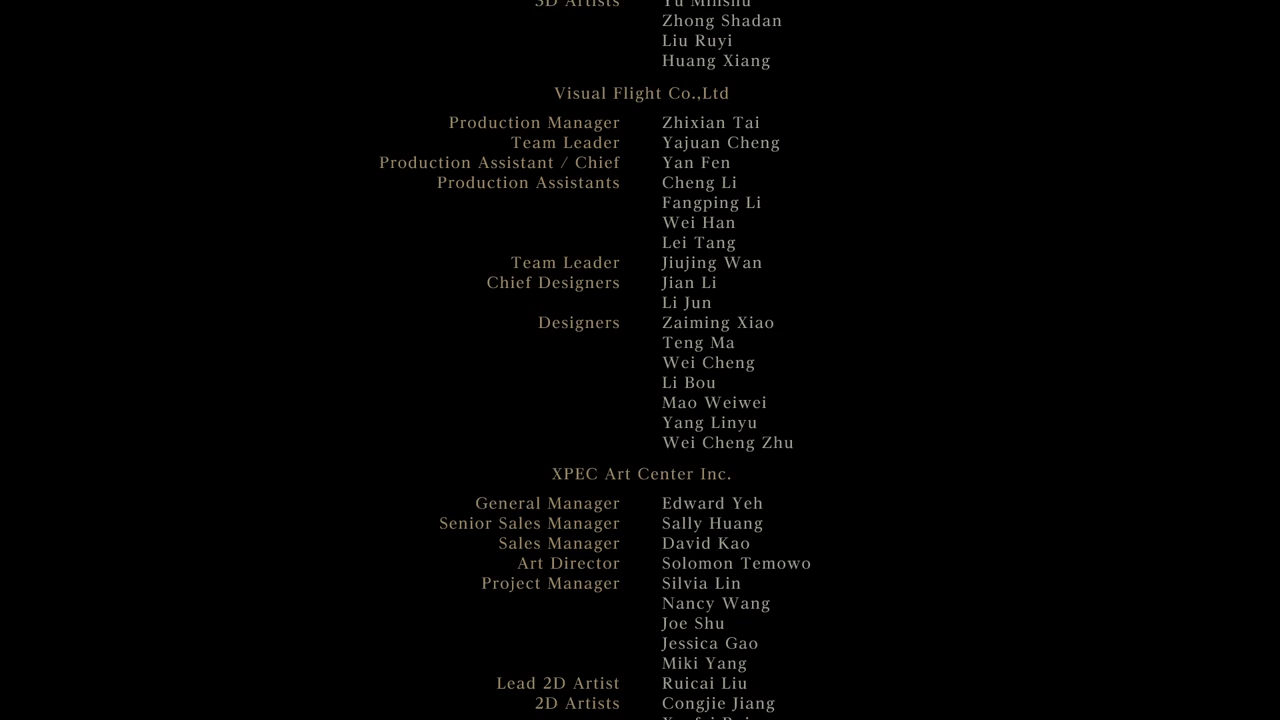 3D Artists Yu Minshu
Zhong Shadan
Liu Ruyi
Huang Xiang
Visual Flight Co.,Ltd
Production Manager Zhixian Tai
Team Leader Yajuan Cheng
Production Assistant / Chief Yan Fen
Production Assistants Cheng Li
Fangping Li
Wei Han
Lei Tang
Team Leader Jiujing Wan
Chief Designers Jian Li
Li Jun
Designers Zaiming Xiao
Teng Ma
Wei Cheng
Li Bou
Mao Weiwei
Yang Linyu
Wei Cheng Zhu
XPEC Art Center Inc.
General Manager Edward Yeh
Senior Sales Manager Sally Huang
Sales Manager David Kao
Art Director Solomon Temowo
Project Manager Silvia Lin
Nancy Wang
Joe Shu
Jessica Gao
Miki Yang
Lead 2D Artist Ruicai Liu
2D Artists Congjie Jiang